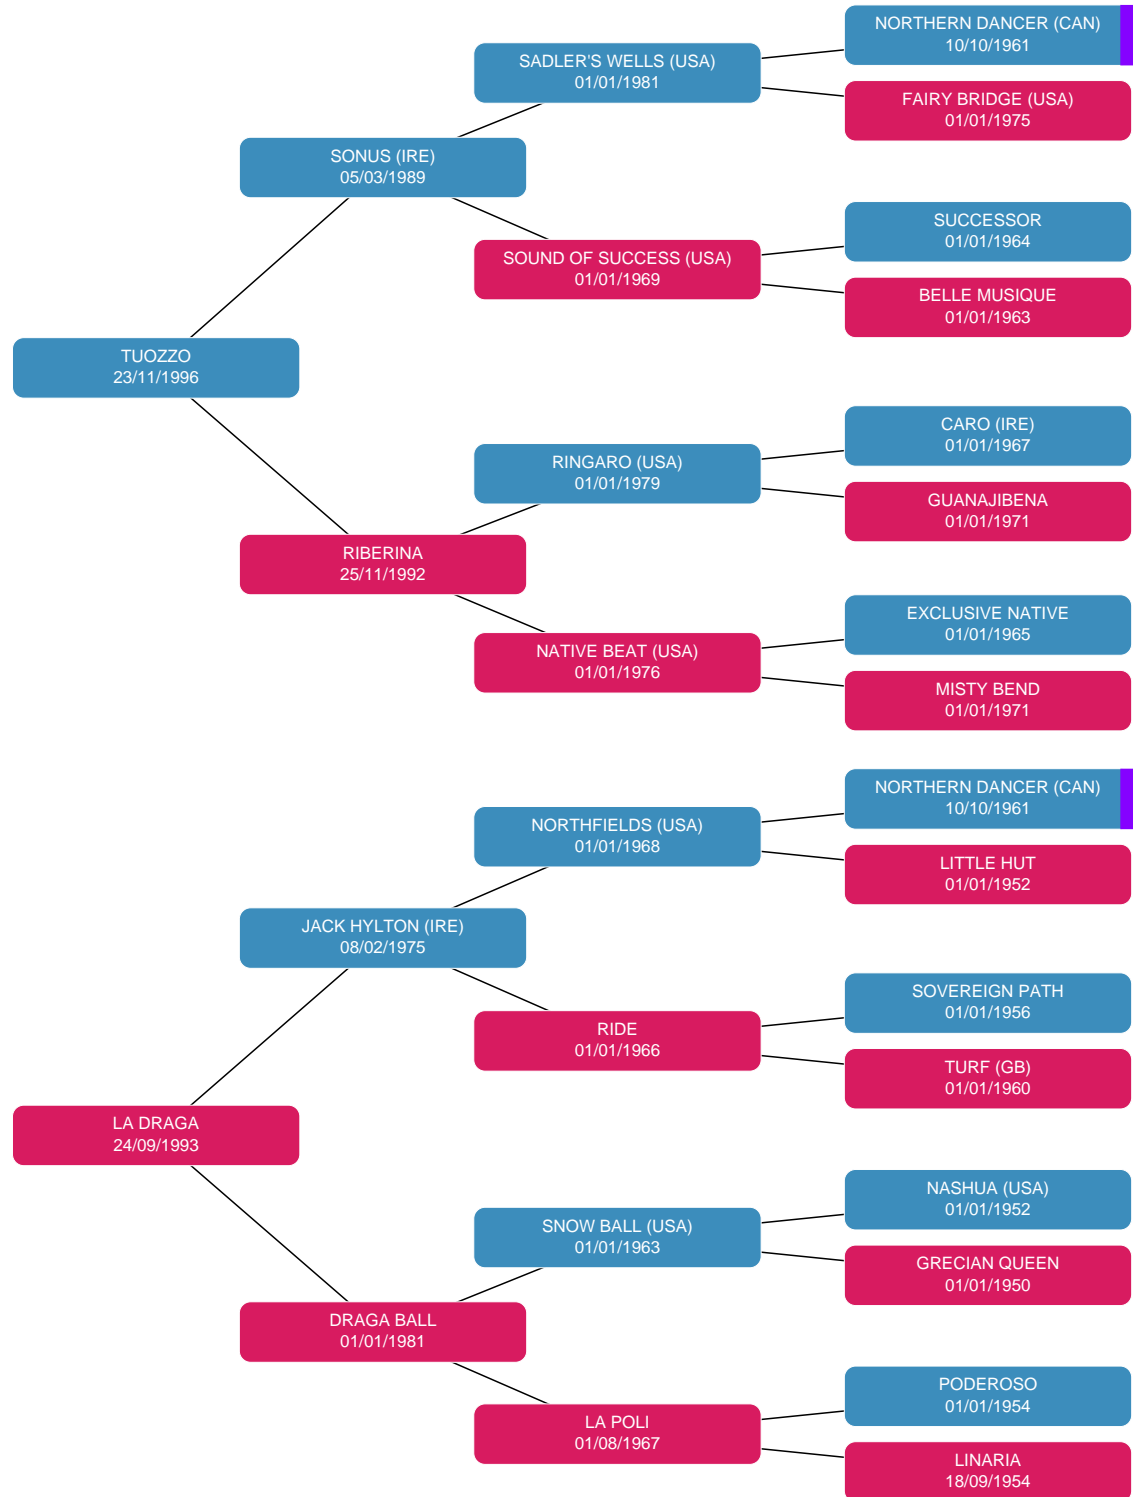 NORTHERN DANCER (CAN)
10/10/1961
SADLER'S WELLS (USA)
01/01/1981
FAIRY BRIDGE (USA)
01/01/1975
SONUS (IRE)
05/03/1989
SUCCESSOR
01/01/1964
SOUND OF SUCCESS (USA)
01/01/1969
BELLE MUSIQUE
01/01/1963
TUOZZO
23/11/1996
CARO (IRE)
01/01/1967
RINGARO (USA)
01/01/1979
GUANAJIBENA
01/01/1971
RIBERINA
25/11/1992
EXCLUSIVE NATIVE
01/01/1965
NATIVE BEAT (USA)
01/01/1976
MISTY BEND
01/01/1971
NORTHERN DANCER (CAN)
10/10/1961
NORTHFIELDS (USA)
01/01/1968
LITTLE HUT
01/01/1952
JACK HYLTON (IRE)
08/02/1975
SOVEREIGN PATH
01/01/1956
RIDE
01/01/1966
TURF (GB)
01/01/1960
LA DRAGA
24/09/1993
NASHUA (USA)
01/01/1952
SNOW BALL (USA)
01/01/1963
GRECIAN QUEEN
01/01/1950
DRAGA BALL
01/01/1981
PODEROSO
01/01/1954
LA POLI
01/08/1967
LINARIA
18/09/1954